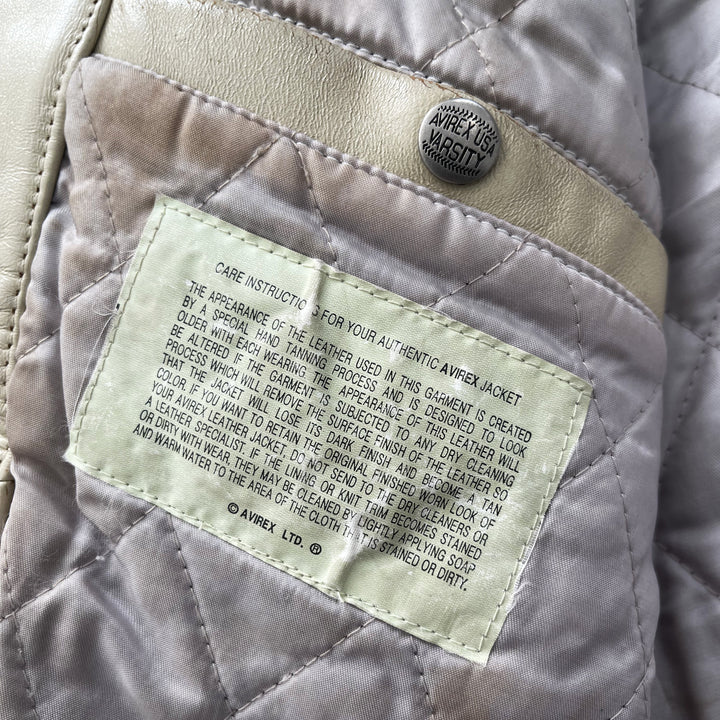 AVIREX USA
VARSITY
CARE INSTRUCTIONS FOR YOUR AUTHENTIC AVIREX JACKET
THE APPEARANCE OF THE LEATHER USED IN THIS GARMENT IS CREATED
BY A SPECIAL HAND TANNING PROCESS AND IS DESIGNED TO LOOK
OLDER WITH EACH WEARING. THE APPEARANCE OF THIS LEATHER WILL
BE ALTERED IF THE GARMENT IS SUBJECTED TO ANY DRY CLEANING
PROCESS WHICH WILL REMOVE THE SURFACE FINISH OF THE LEATHER SO
THAT THE JACKET WILL LOSE ITS DARK FINISH AND BECOME A TAN
COLOR. IF YOU WANT TO RETAIN THE ORIGINAL FINISHED WORN LOOK OF
YOUR AVIREX LEATHER JACKET, DO NOT SEND TO THE DRY CLEANERS OR
A LEATHER SPECIALIST. IF THE LINING OR KNIT TRIM BECOMES STAINED
OR DIRTY WITH WEAR, THEY MAY BE CLEANED BY LIGHTLY APPLYING SOAP
AND WARM WATER TO THE AREA OF THE CLOTH THAT IS STAINED OR DIRTY.
© AVIREX LTD. ®